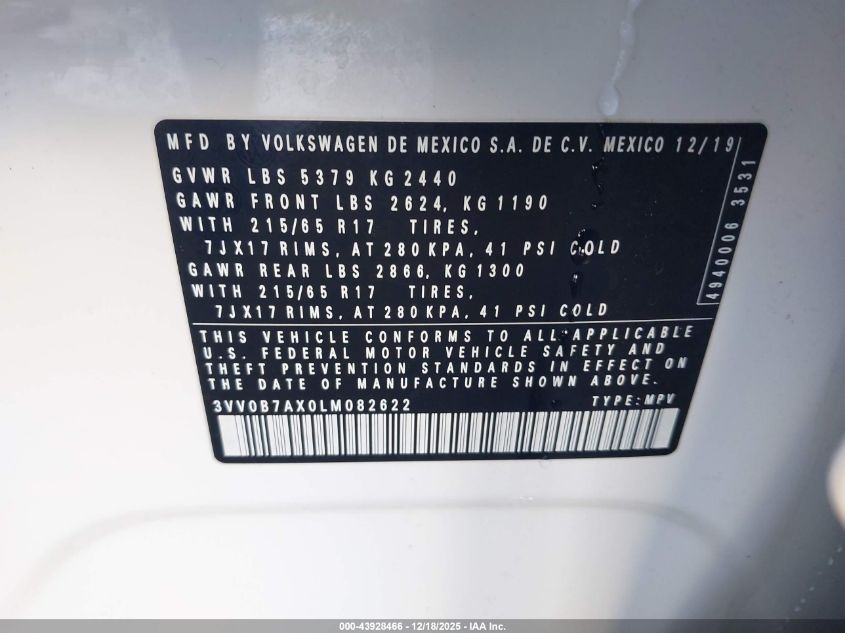 MFD BY VOLKSWAGEN DE MEXICO S.A. DE C.V. MEXICO 12/19
GVWR LBS 5379 KG 2440
GAWR FRONT LBS 2624, KG 1190
WITH 215/65 R17 TIRES,
7JX17 RIMS, AT 280 KPA, 41 PSI COLD
GAWR REAR LBS 2866, KG 1300
WITH 215/65 R17 TIRES,
7JX17 RIMS, AT 280 KPA, 41 PSI COLD
4940006 3531
THIS VEHICLE CONFORMS TO ALL APPLICABLE
U.S. FEDERAL MOTOR VEHICLE SAFETY AND
THEFT PREVENTION STANDARDS IN EFFECT ON
THE DATE OF MANUFACTURE SHOWN ABOVE.
3VV0B7AX0LM082622 TYPE: MPV
000-43928466 - 12/18/2025 - IAA Inc.